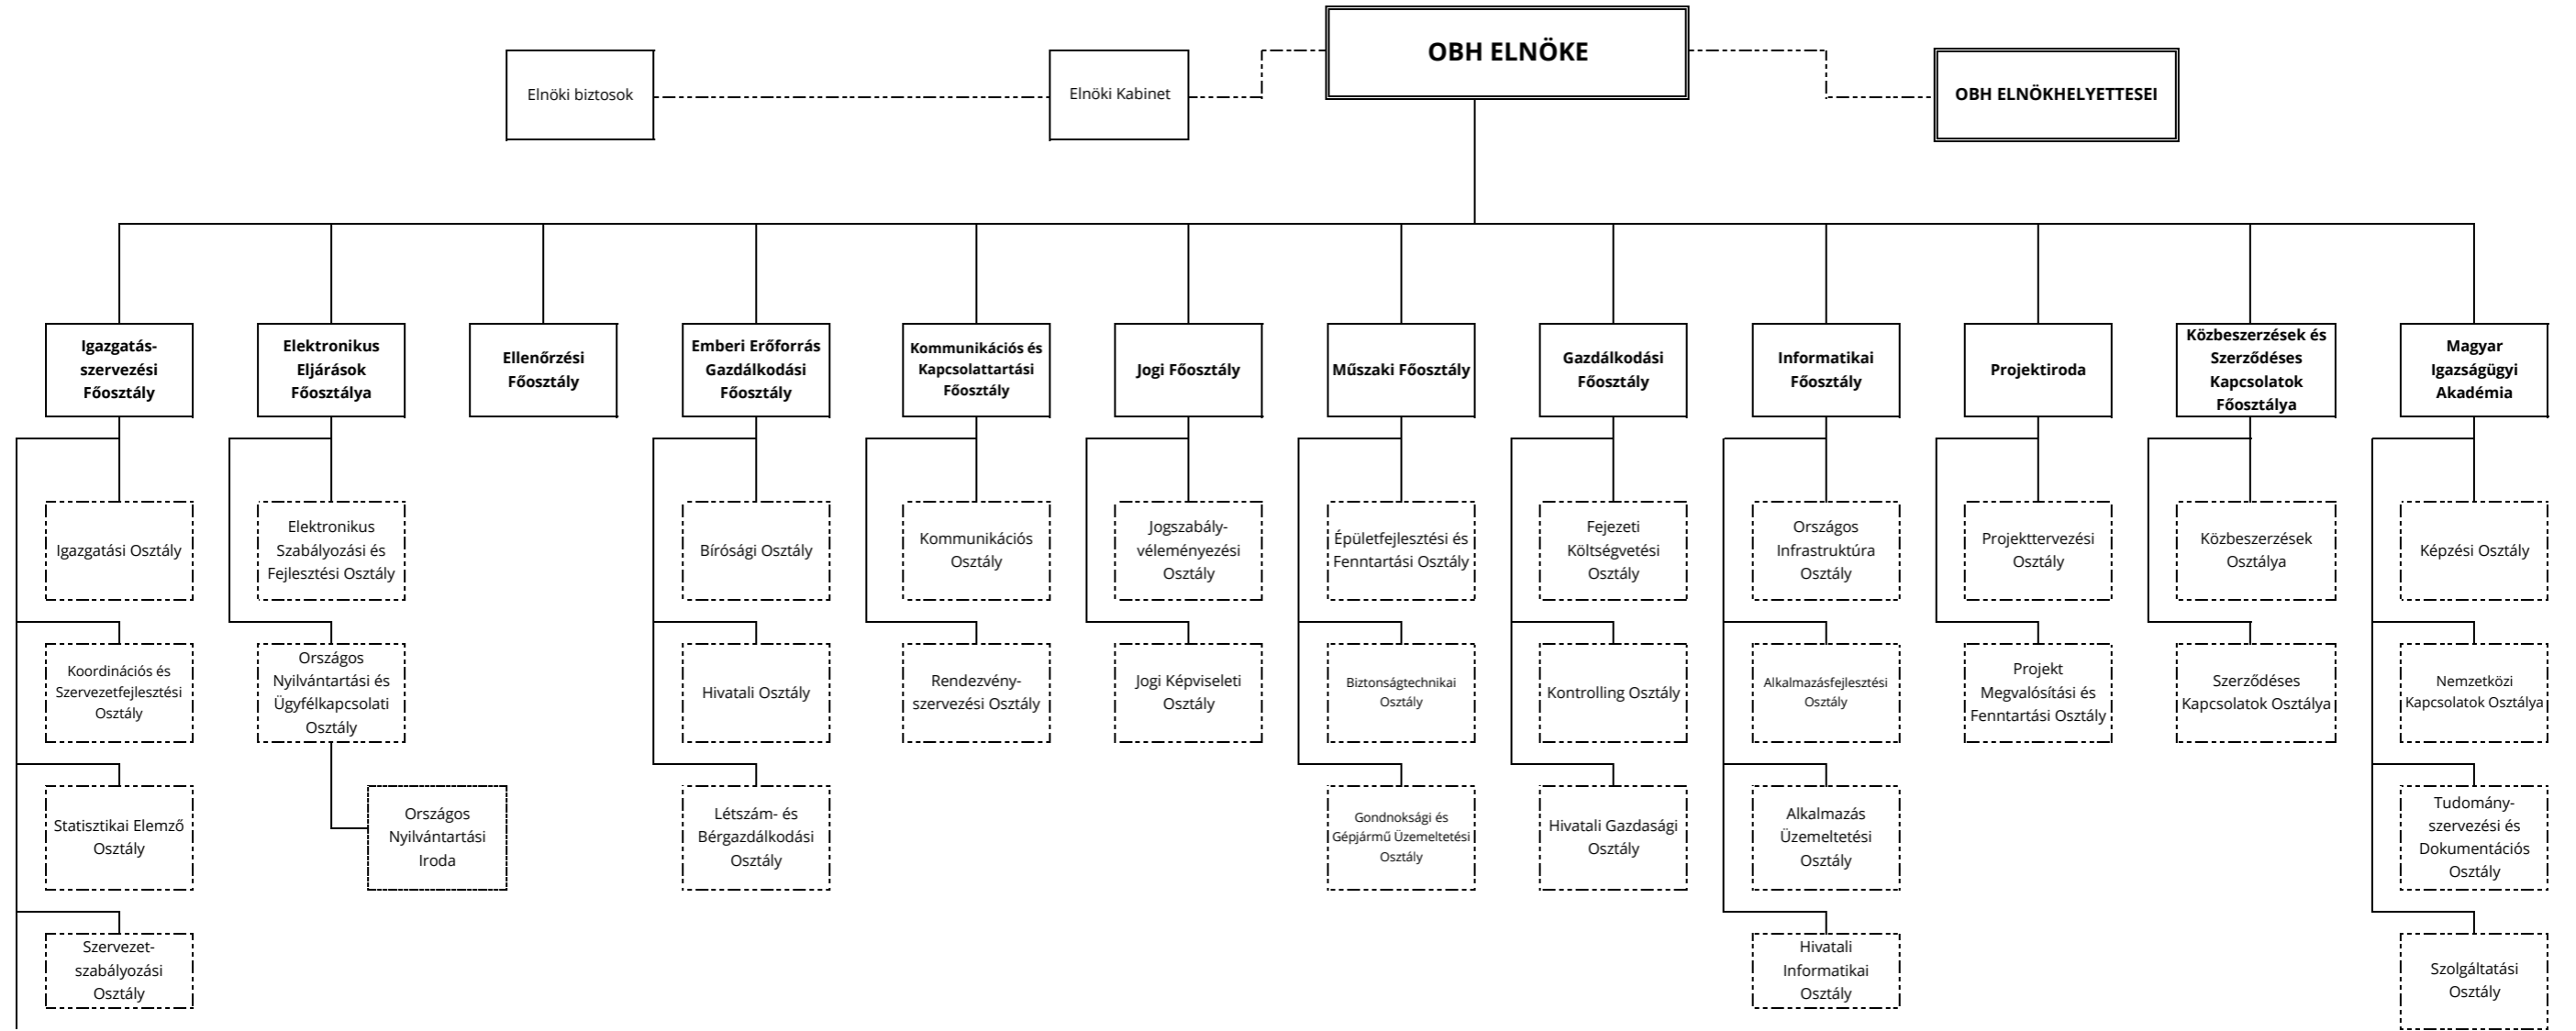 OBH ELNÖKE
Elnöki biztosok
Elnöki Kabinet
OBH ELNÖKHELYETTESEI
Igazgatás-
szervezési
Főosztály
Elektronikus
Eljárások
Főosztálya
Ellenőrzési
Főosztály
Emberi Erőforrás
Gazdálkodási
Főosztály
Kommunikációs és
Kapcsolattartási
Főosztály
Jogi Főosztály
Műszaki Főosztály
Gazdálkodási
Főosztály
Informatikai
Főosztály
Projektiroda
Közbeszerzések és
Szerződéses
Kapcsolatok
Főosztálya
Magyar
Igazságügyi
Akadémia
Igazgatási Osztály
Elektronikus
Szabályozási és
Fejlesztési Osztály
Bírósági Osztály
Kommunikációs
Osztály
Jogszabály-
véleményezési
Osztály
Épületfejlesztési és
Fenntartási Osztály
Fejezeti
Költségvetési
Osztály
Országos
Infrastruktúra
Osztály
Projekttervezési
Osztály
Közbeszerzések
Osztálya
Képzési Osztály
Koordinációs és
Szervezetfejlesztési
Osztály
Országos
Nyilvántartási és
Ügyfélkapcsolati
Osztály
Hivatali Osztály
Rendezvény-
szervezési Osztály
Jogi Képviseleti
Osztály
Biztonságtechnikai
Osztály
Kontrolling Osztály
Alkalmazásfejlesztési
Osztály
Projekt
Megvalósítási és
Fenntartási Osztály
Szerződéses
Kapcsolatok Osztálya
Nemzetközi
Kapcsolatok Osztálya
Statisztikai Elemző
Osztály
Országos
Nyilvántartási
Iroda
Létszám- és
Bérgazdálkodási
Osztály
Gondnoksági és
Gépjármű Üzemeltetési
Osztály
Hivatali Gazdasági
Osztály
Alkalmazás
Üzemeltetési
Osztály
Tudomány-
szervezési és
Dokumentációs
Osztály
Szervezet-
szabályozási
Osztály
Hivatali
Informatikai
Osztály
Szolgáltatási
Osztály